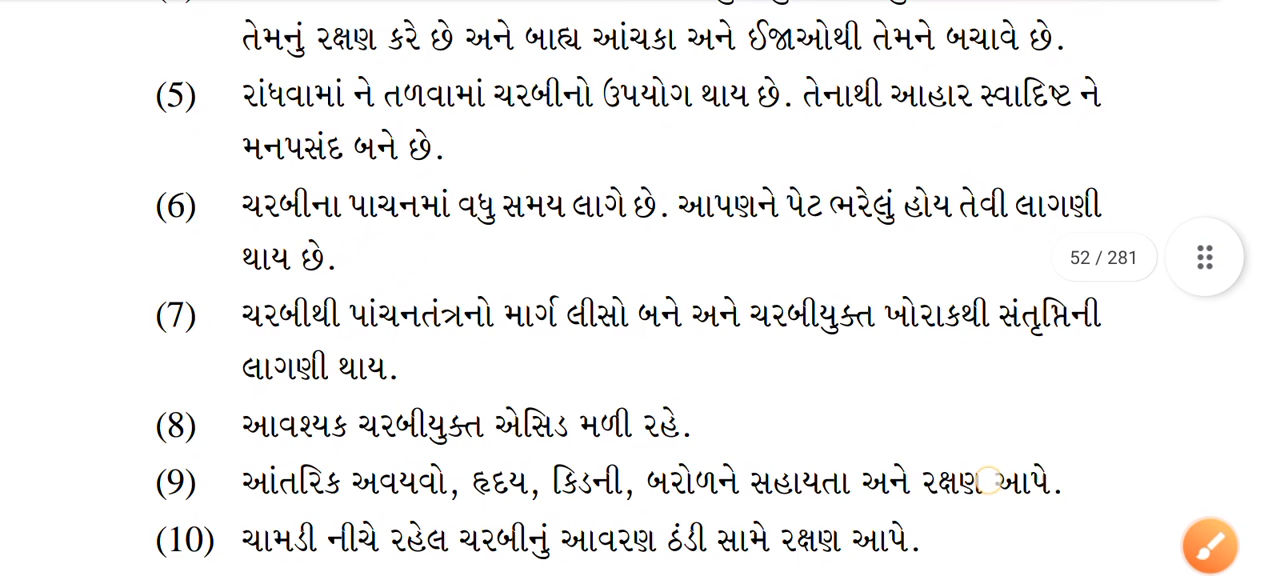 તેમનું રક્ષણ કરે છે અને બાહ્ય આંચકા અને ઈજાઓથી તેમને બચાવે છે.
(5) રાંધવામાં ને તળવામાં ચરબીનો ઉપયોગ થાય છે. તેનાથી આહાર સ્વાદિષ્ટ ને
મનપસંદ બને છે.
(6) ચરબીના પાચનમાં વધુ સમય લાગે છે. આપણને પેટ ભરેલું હોય તેવી લાગણી
થાય છે.
52 / 281
(7) ચરબીથી પાંચનતંત્રનો માર્ગ લીસો બને અને ચરબીયુક્ત ખોરાકથી સંતૃપ્તિની
લાગણી થાય.
(8) આવશ્યક ચરબીયુક્ત એસિડ મળી રહે.
(9) આંતરિક અવયવો, હૃદય, કિડની, બરોળને સહાયતા અને રક્ષણ આપે.
(10) ચામડી નીચે રહેલ ચરબીનું આવરણ ઠંડી સામે રક્ષણ આપે.